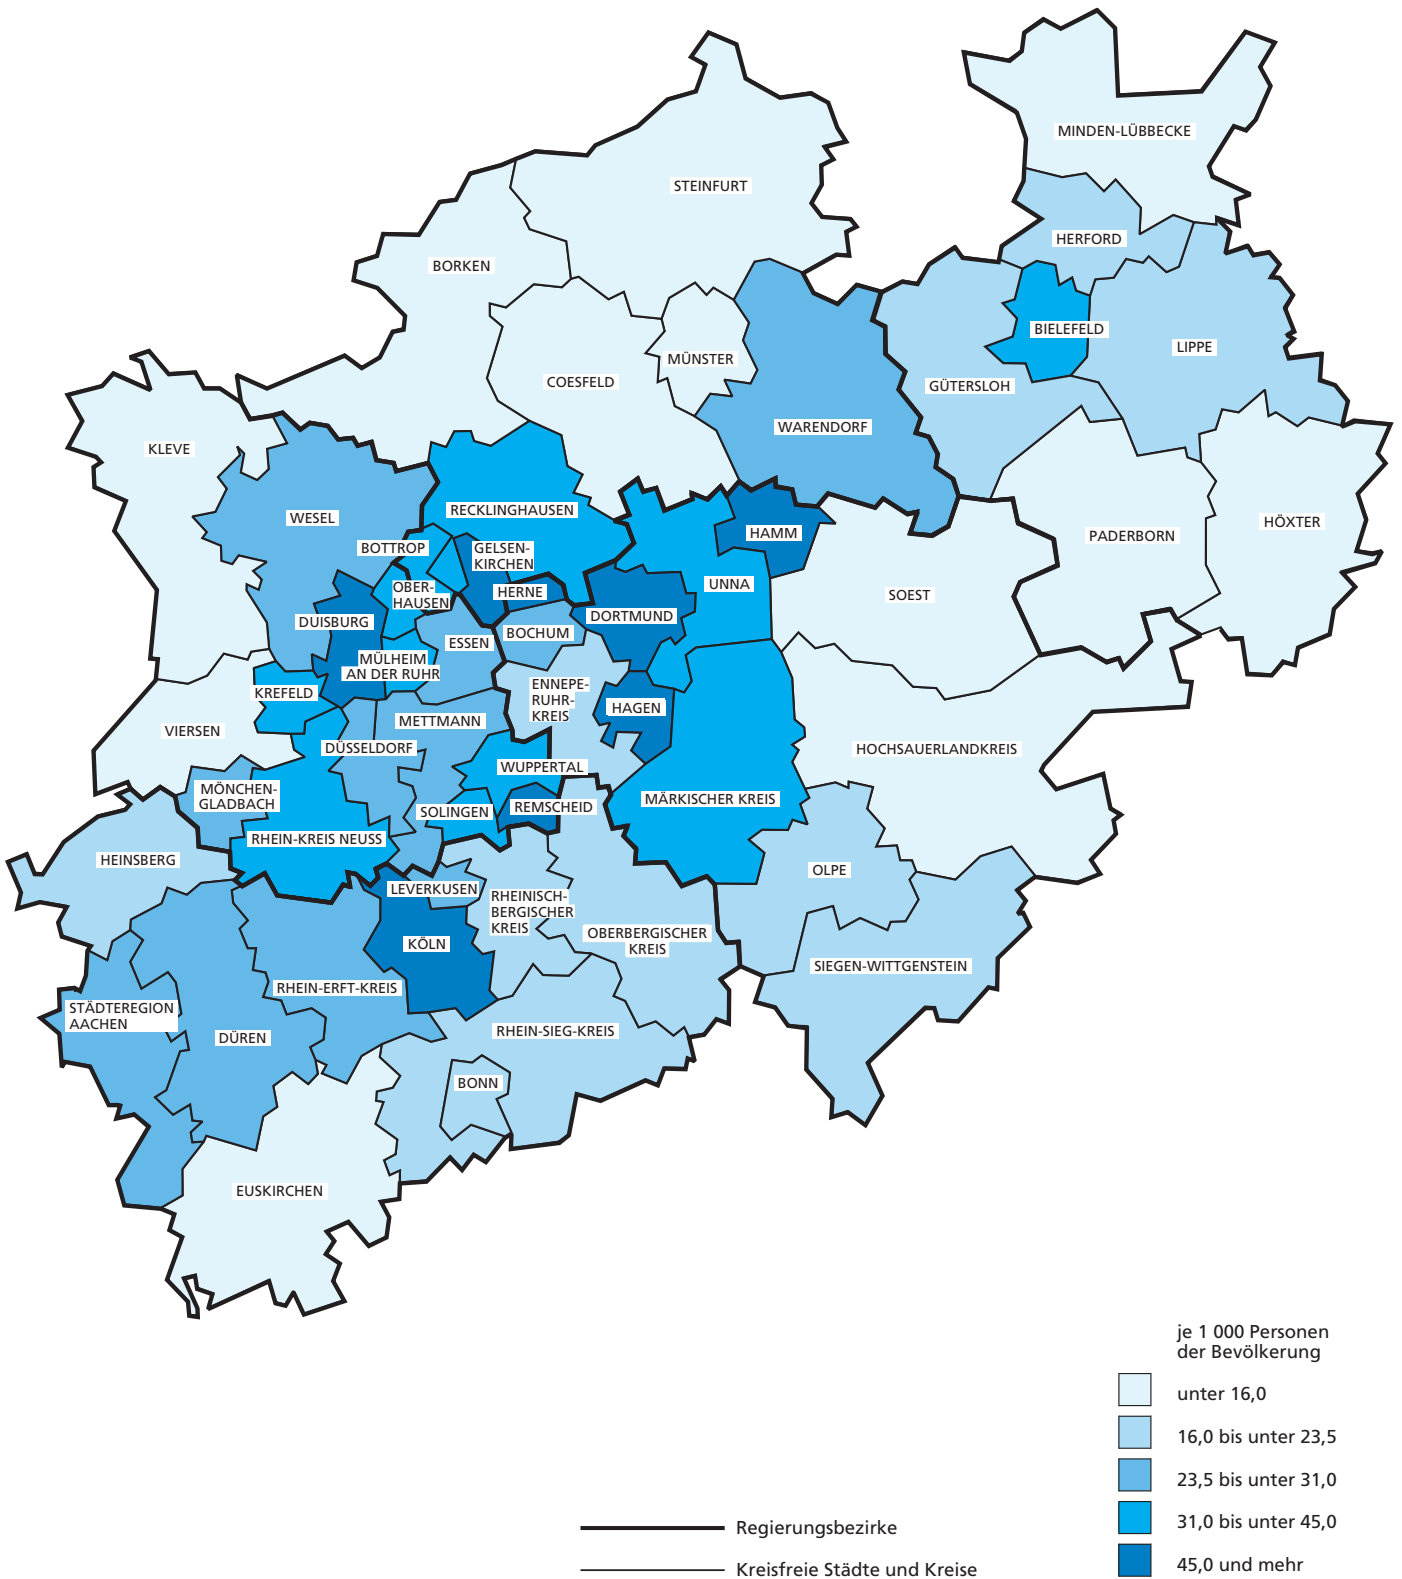 MINDEN-LÜBBECKE
STEINFURT
HERFORD
BORKEN
BIELEFELD
LIPPE
MÜNSTER
COESFELD
GÜTERSLOH
WARENDORF
KLEVE
RECKLINGHAUSEN
WESEL
HÖXTER
HAMM
PADERBORN
BOTTROP
GELSEN-
KIRCHEN
UNNA
OBER-
HAUSEN
HERNE
SOEST
DORTMUND
DUISBURG
BOCHUM
ESSEN
MÜLHEIM
AN DER RUHR
KREFELD
ENNEPE-
RUHR-
KREIS
HAGEN
METTMANN
VIERSEN
DÜSSELDORF
HOCHSAUERLANDKREIS
WUPPERTAL
MÖNCHEN-
GLADBACH
MÄRKISCHER KREIS
REMSCHEID
SOLINGEN
RHEIN-KREIS NEUSS
HEINSBERG
OLPE
LEVERKUSEN
RHEINISCH-
BERGISCHER
KREIS
OBERBERGISCHER
KREIS
KÖLN
SIEGEN-WITTGENSTEIN
RHEIN-ERFT-KREIS
STÄDTEREGION
AACHEN
RHEIN-SIEG-KREIS
DÜREN
BONN
EUSKIRCHEN
je 1 000 Personen
der Bevölkerung
unter 16,0
16,0 bis unter 23,5
23,5 bis unter 31,0
31,0 bis unter 45,0
45,0 und mehr
Regierungsbezirke
Kreisfreie Städte und Kreise